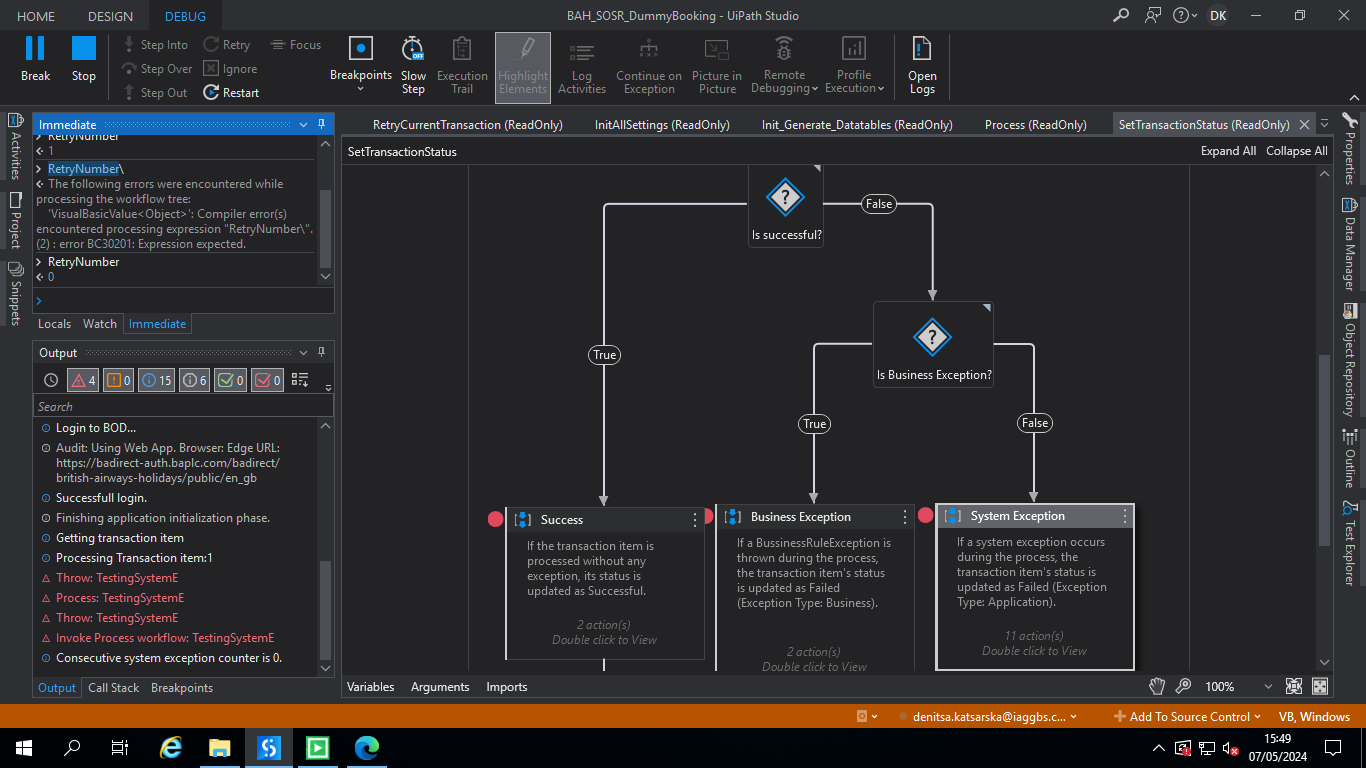 HOME DESIGN DEBUG BAH_SOSR_DummyBooking - UiPath Studio DK
Break Stop Step Into Retry Focus
Step Over Ignore
Step Out Restart
Breakpoints Slow Step Execution Trail Highlight Elements Log Activities Continue on Exception Picture in Picture Remote Debugging Profile Execution Open Logs
OFF
Activities
Project
Snippets
Immediate
RetryNumber
1
RetryNumber\
The following errors were encountered while
processing the workflow tree:
'VisualBasicValue<Object>': Compiler error(s)
encountered processing expression "RetryNumber\".
(2) : error BC30201: Expression expected.
RetryNumber
0
Locals Watch Immediate
Output
4 0 15 6 0 0
Search
Login to BOD...
Audit: Using Web App. Browser: Edge URL:
https://badirect-auth.baplc.com/badirect/
british-airways-holidays/public/en_gb
Successfull login.
Finishing application initialization phase.
Getting transaction item
Processing Transaction item:1
Throw: TestingSystemE
Process: TestingSystemE
Throw: TestingSystemE
Invoke Process workflow: TestingSystemE
Consecutive system exception counter is 0.
Output Call Stack Breakpoints
RetryCurrentTransaction (ReadOnly) InitAllSettings (ReadOnly) Init_Generate_Datatables (ReadOnly) Process (ReadOnly) SetTransactionStatus (ReadOnly)
SetTransactionStatus Expand All Collapse All
?
Is successful?
False
True
?
Is Business Exception?
True
False
Success
If the transaction item is
processed without any
exception, its status is
updated as Successful.
2 action(s)
Double click to View
Business Exception
If a BussinessRuleException is
thrown during the process,
the transaction item's status
is updated as Failed
(Exception Type: Business).
2 action(s)
Double click to View
System Exception
If a system exception occurs
during the process, the
transaction item's status is
updated as Failed (Exception
Type: Application).
11 action(s)
Double click to View
Variables Arguments Imports 100%
Properties
Data Manager
Object Repository
Outline
Test Explorer
denitsa.katsarska@iaggbs.c... Add To Source Control VB, Windows
15:49
07/05/2024